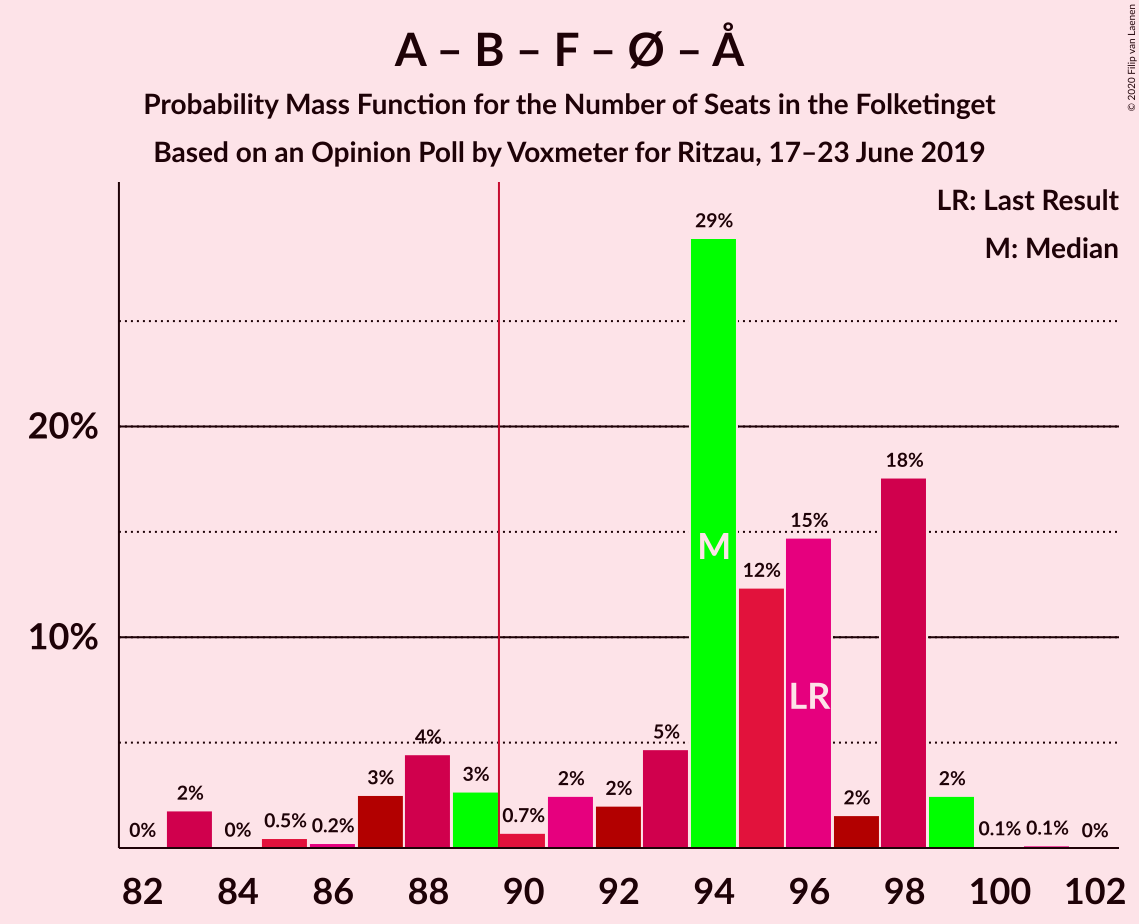 A – B – F – Ø – Å
Probability Mass Function for the Number of Seats in the Folketinget
Based on an Opinion Poll by Voxmeter for Ritzau, 17–23 June 2019
© 2020 Filip van Laenen
LR: Last Result
M: Median
20%
10%
0%
2%
0%
0.5%
0.2%
3%
4%
3%
0.7%
2%
2%
5%
29%
12%
15%
2%
18%
2%
0.1%
0.1%
0%
M
LR
82 84 86 88 90 92 94 96 98 100 102